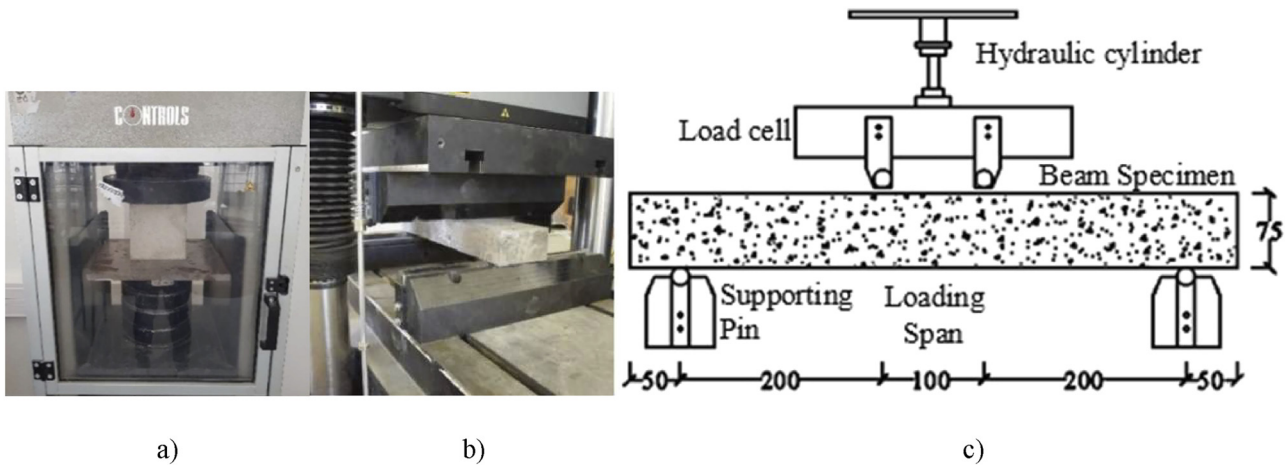 CONTROLS
Hydraulic cylinder
Load cell
Beam Specimen
75
Supporting
Pin
Loading
Span
50 200 100 200 50
a) b) c)